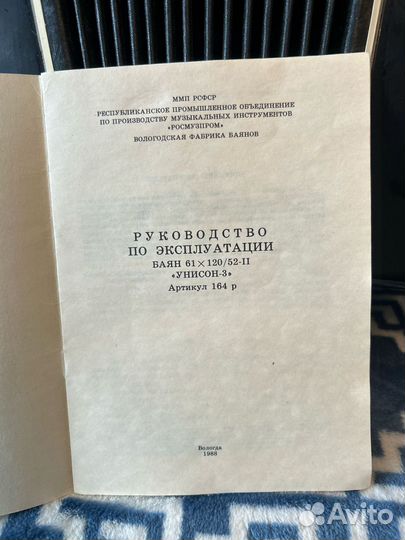 ММП РСФСР
РЕСПУБЛИКАНСКОЕ ПРОМЫШЛЕННОЕ ОБЪЕДИНЕНИЕ
ПО ПРОИЗВОДСТВУ МУЗЫКАЛЬНЫХ ИНСТРУМЕНТОВ
«РОСМУЗПРОМ»
ВОЛОГОДСКАЯ ФАБРИКА БАЯНОВ
РУКОВОДСТВО
ПО ЭКСПЛУАТАЦИИ
БАЯН 61×120/52-II
«УНИСОН-3»
Артикул 164 р
Вологда
1988
Avito